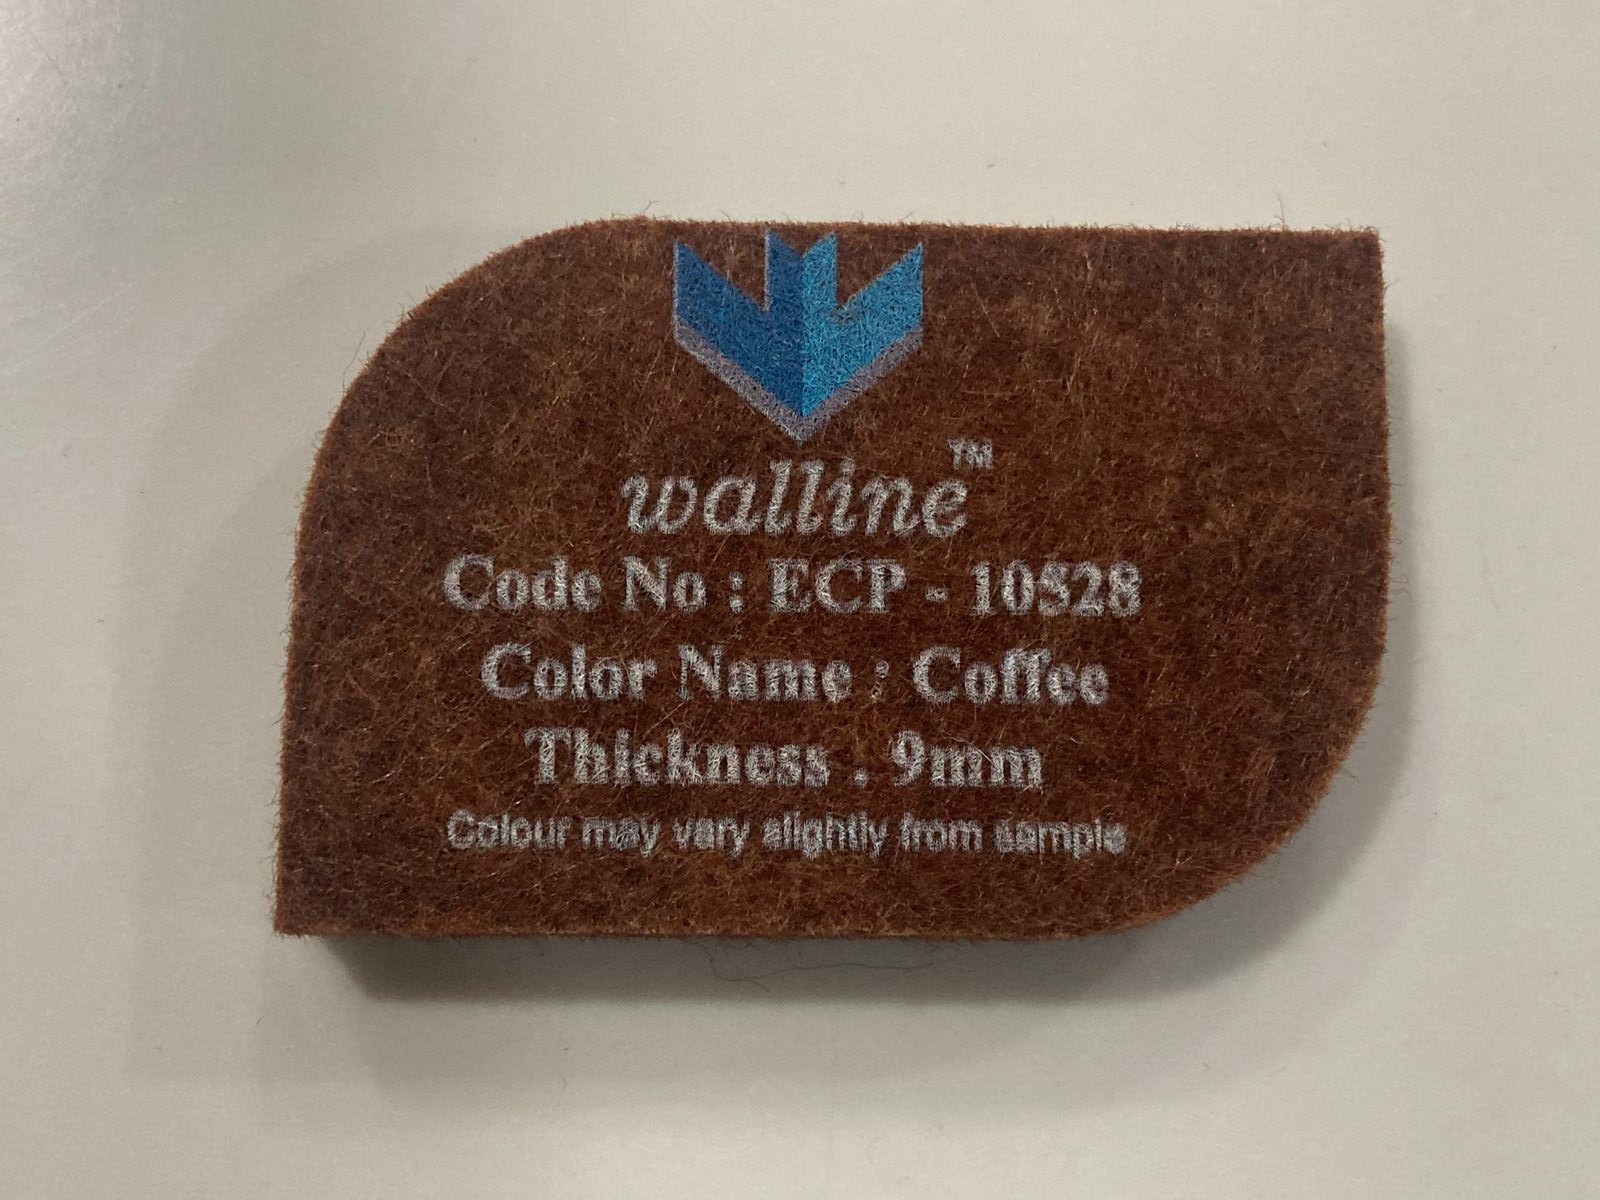 walline™
Code No : ECP - 10528
Color Name : Coffee
Thickness : 9mm
Colour may vary slightly from sample